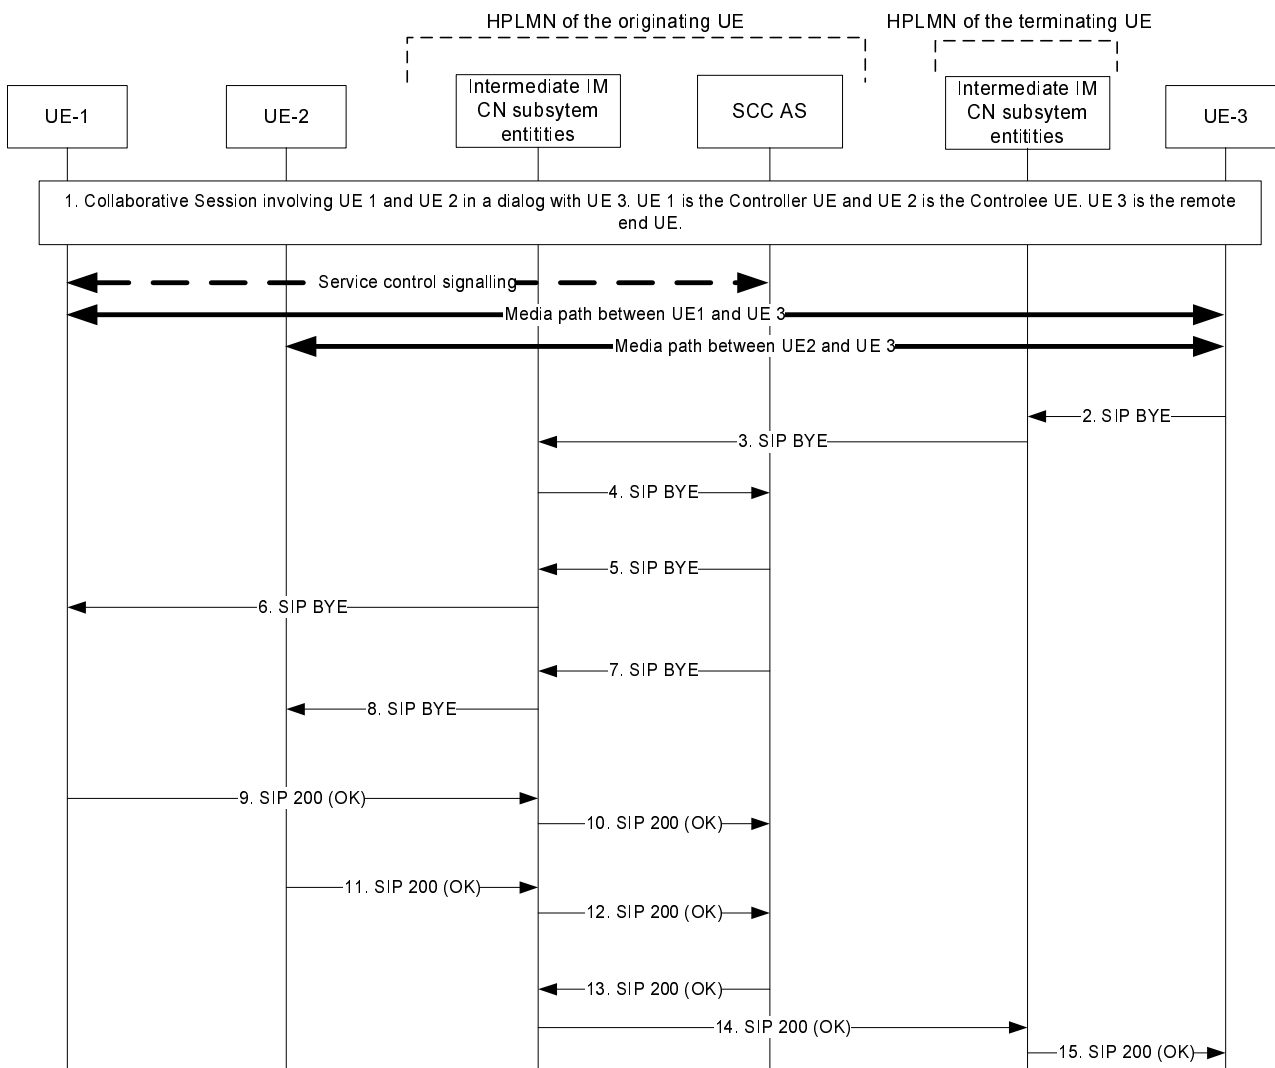 HPLMN of the originating UE
HPLMN of the terminating UE
UE-1
UE-2
Intermediate IM
CN subsytem
entitities
SCC AS
Intermediate IM
CN subsytem
entitities
UE-3
1. Collaborative Session involving UE 1 and UE 2 in a dialog with UE 3. UE 1 is the Controller UE and UE 2 is the Controlee UE. UE 3 is the remote
end UE.
Service control signalling
Media path between UE1 and UE 3
Media path between UE2 and UE 3
2. SIP BYE
3. SIP BYE
4. SIP BYE
5. SIP BYE
6. SIP BYE
7. SIP BYE
8. SIP BYE
9. SIP 200 (OK)
10. SIP 200 (OK)
11. SIP 200 (OK)
12. SIP 200 (OK)
13. SIP 200 (OK)
14. SIP 200 (OK)
15. SIP 200 (OK)